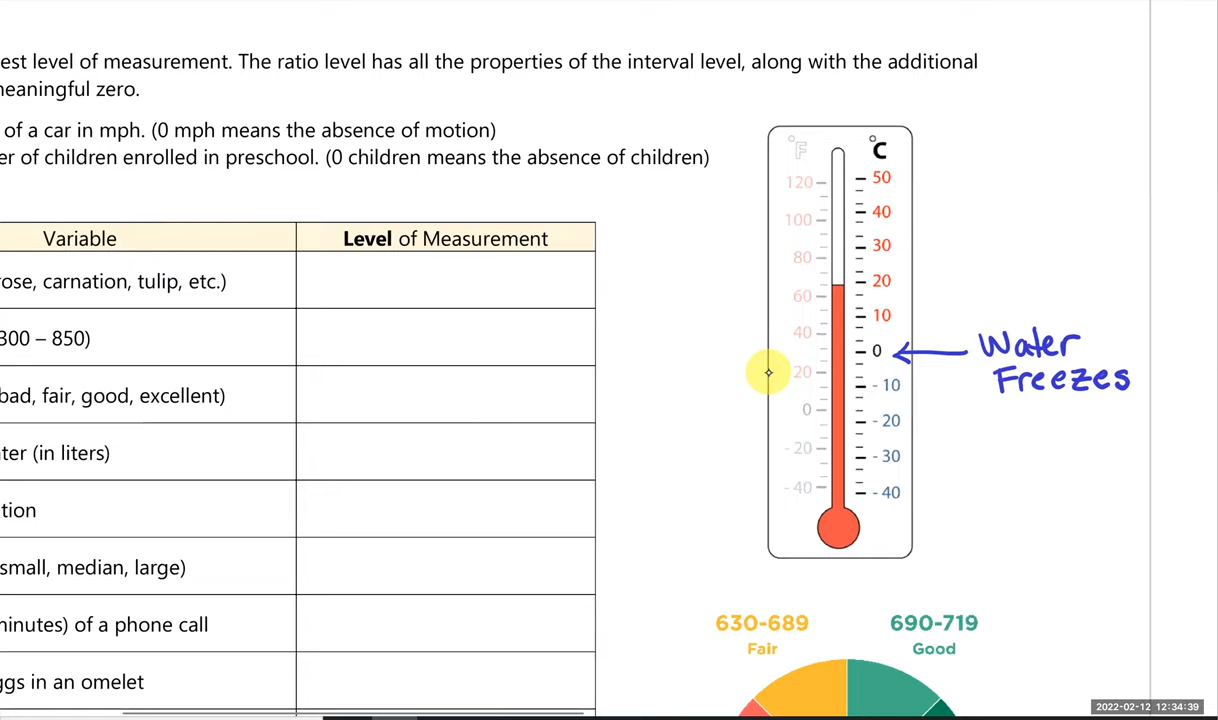 est level of measurement. The ratio level has all the properties of the interval level, along with the additional
neaningful zero.
of a car in mph. (0 mph means the absence of motion)
er of children enrolled in preschool. (0 children means the absence of children)
Variable
Level of Measurement
rose, carnation, tulip, etc.)
300 – 850)
bad, fair, good, excellent)
ter (in liters)
tion
small, median, large)
minutes) of a phone call
ggs in an omelet
°F
°C
120
50
100
40
30
80
20
60
10
40
0
20
- 10
0
- 20
- 20
- 30
- 40
- 40
Water
Freezes
630-689
690-719
Fair
Good
2022-02-12 12:34:39